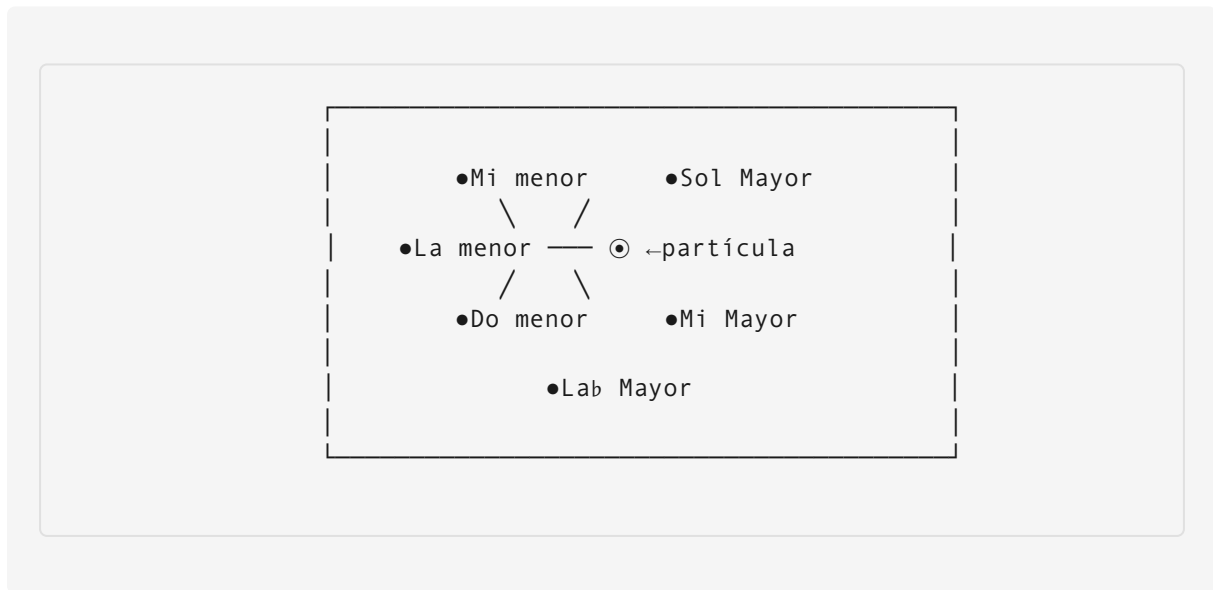 ●Mi menor ●Sol Mayor
●La menor ─── ⦿ ←partícula
●Do menor ●Mi Mayor
●La♭ Mayor